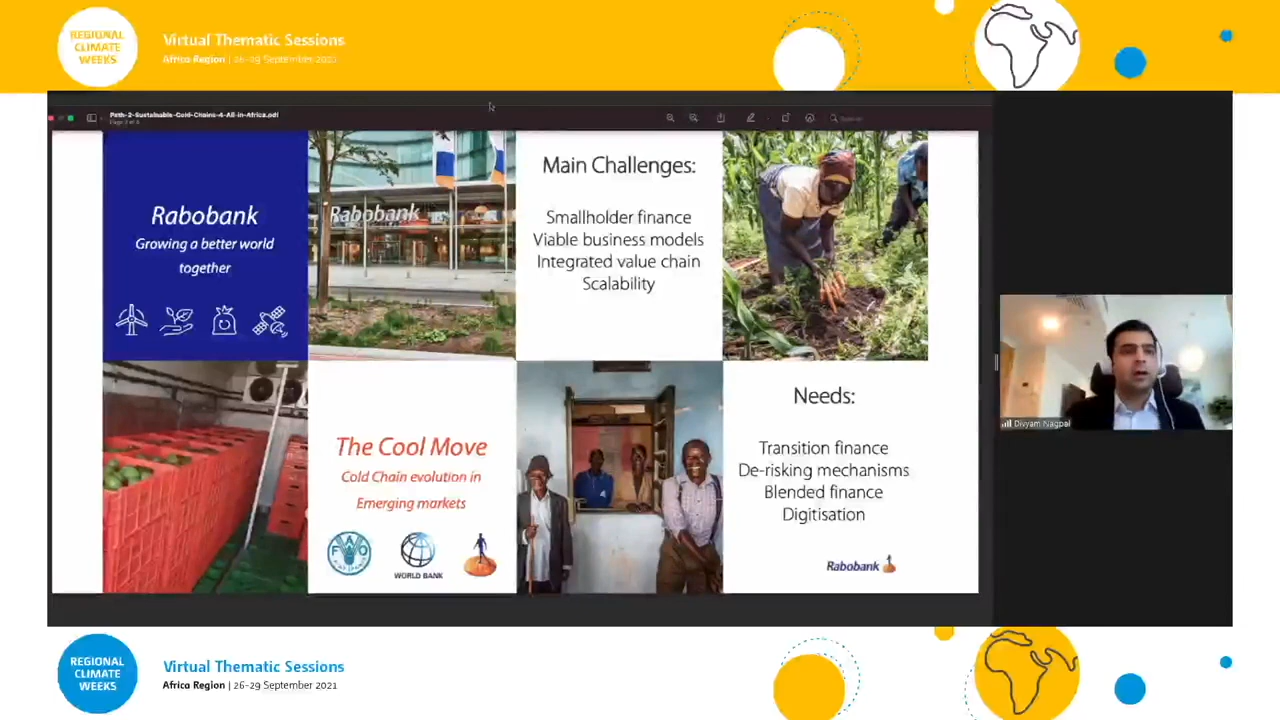 REGIONAL
CLIMATE
WEEKS
Virtual Thematic Sessions
Africa Region | 26-29 September 2021
Path-2-Sustainable-Cold-Chains-4-All-in-Africa.pdf
Rabobank
Growing a better world
together
Rabobank
Main Challenges:
Smallholder finance
Viable business models
Integrated value chain
Scalability
The Cool Move
Cold Chain evolution in
Emerging markets
FAO
WORLD BANK
Needs:
Transition finance
De-risking mechanisms
Blended finance
Digitisation
Rabobank
Divyam Nagpal
REGIONAL
CLIMATE
WEEKS
Virtual Thematic Sessions
Africa Region | 26-29 September 2021